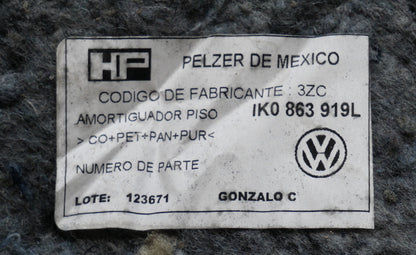 HP PELZER DE MEXICO
CODIGO DE FABRICANTE : 3ZC
AMORTIGUADOR PISO 1K0 863 919L
> CO+PET+PAN+PUR<
NUMERO DE PARTE
LOTE: 123671 GONZALO C